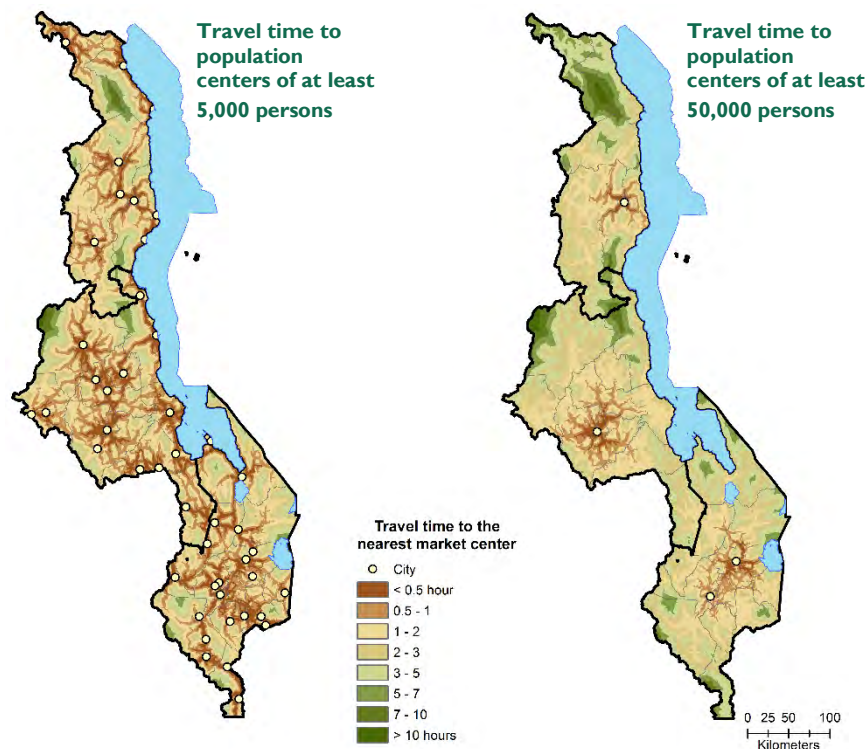 Travel time to
population
centers of at least
5,000 persons
Travel time to
population
centers of at least
50,000 persons
Travel time to the
nearest market center
City
< 0.5 hour
0.5 - 1
1 - 2
2 - 3
3 - 5
5 - 7
7 - 10
> 10 hours
0 25 50 100
Kilometers